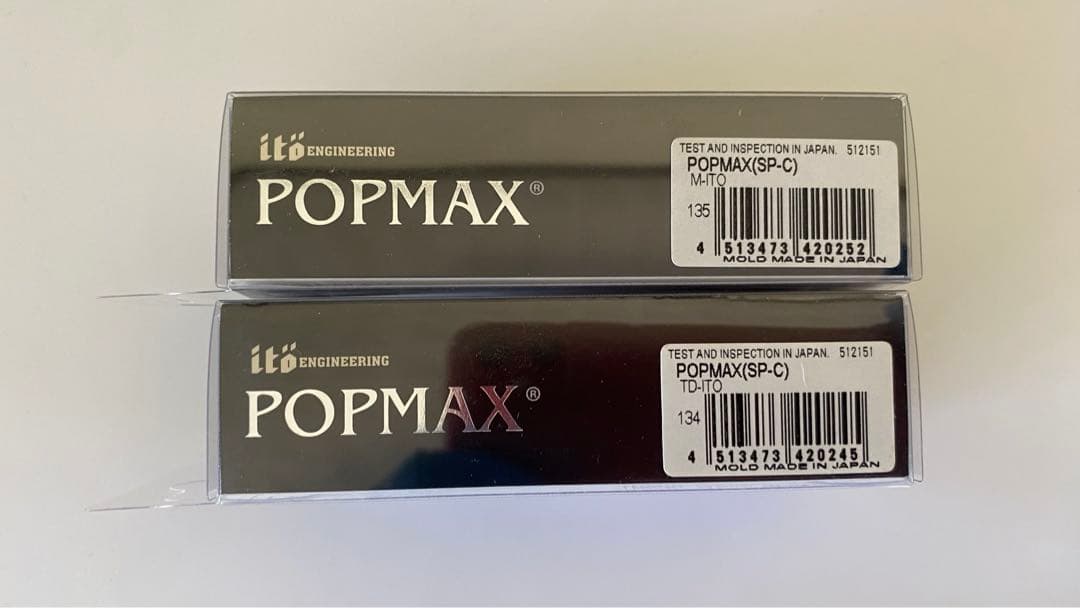 itö ENGINEERING
POPMAX®
TEST AND INSPECTION IN JAPAN. 512151
POPMAX(SP-C)
M-ITO
135
4 513473 420252
MOLD MADE IN JAPAN
itö ENGINEERING
POPMAX®
TEST AND INSPECTION IN JAPAN. 512151
POPMAX(SP-C)
TD-ITO
134
4 513473 420245
MOLD MADE IN JAPAN